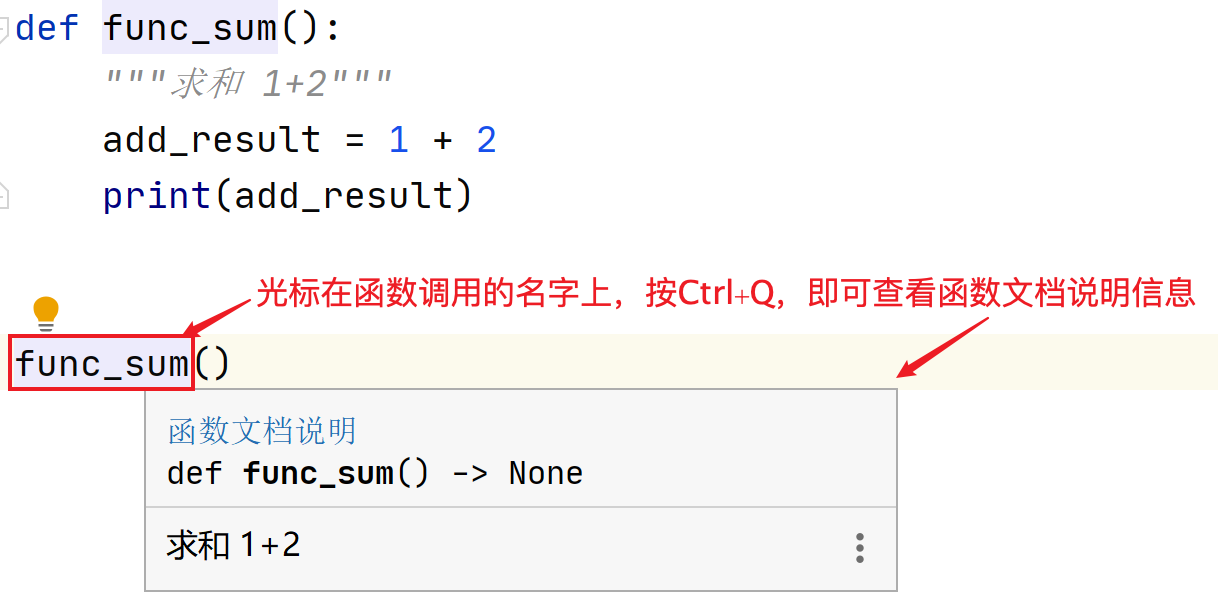 def func_sum():
"""求和 1+2"""
add_result = 1 + 2
print(add_result)
光标在函数调用的名字上，按Ctrl+Q，即可查看函数文档说明信息
func_sum()
函数文档说明
def func_sum() -> None
求和 1+2